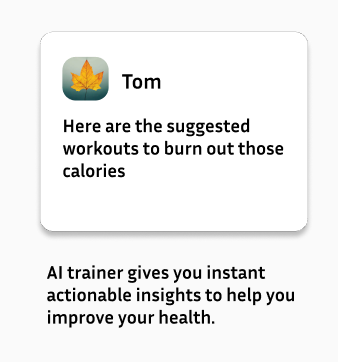 Tom
Here are the suggested
workouts to burn out those
calories
AI trainer gives you instant
actionable insights to help you
improve your health.